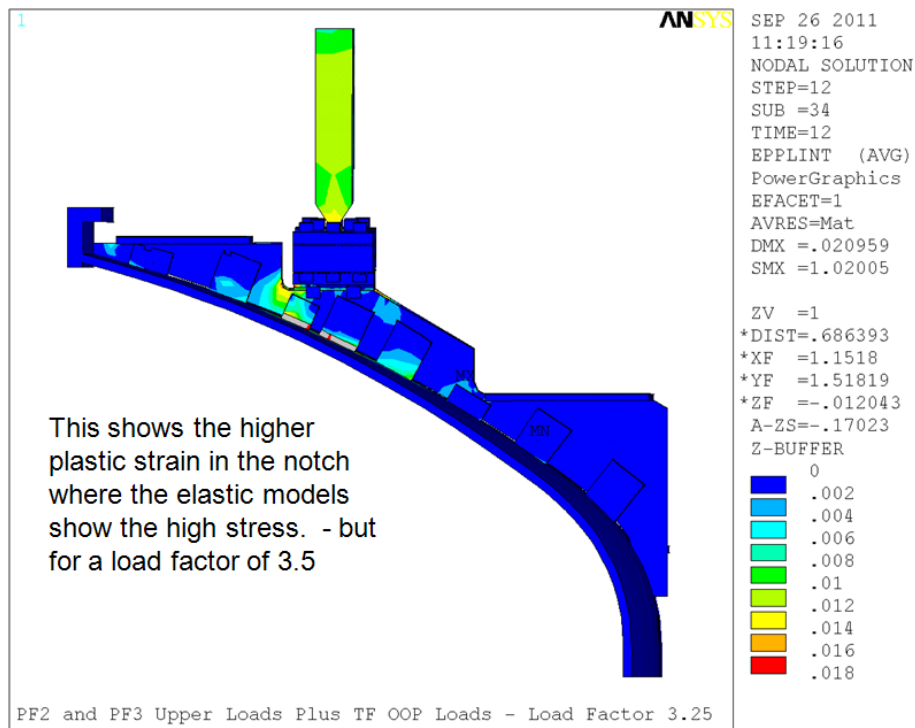 1
ANSYS
SEP 26 2011
11:19:16
NODAL SOLUTION
STEP=12
SUB =34
TIME=12
EPPLINT (AVG)
PowerGraphics
EFACET=1
AVRES=Mat
DMX =.020959
SMX =1.02005
ZV =1
*DIST=.686393
*XF =1.1518
*YF =1.51819
*ZF =-.012043
A-ZS=-.17023
Z-BUFFER
0
.002
.004
.006
.008
.01
.012
.014
.016
.018
MN
This shows the higher
plastic strain in the notch
where the elastic models
show the high stress. - but
for a load factor of 3.5
PF2 and PF3 Upper Loads Plus TF OOP Loads - Load Factor 3.25